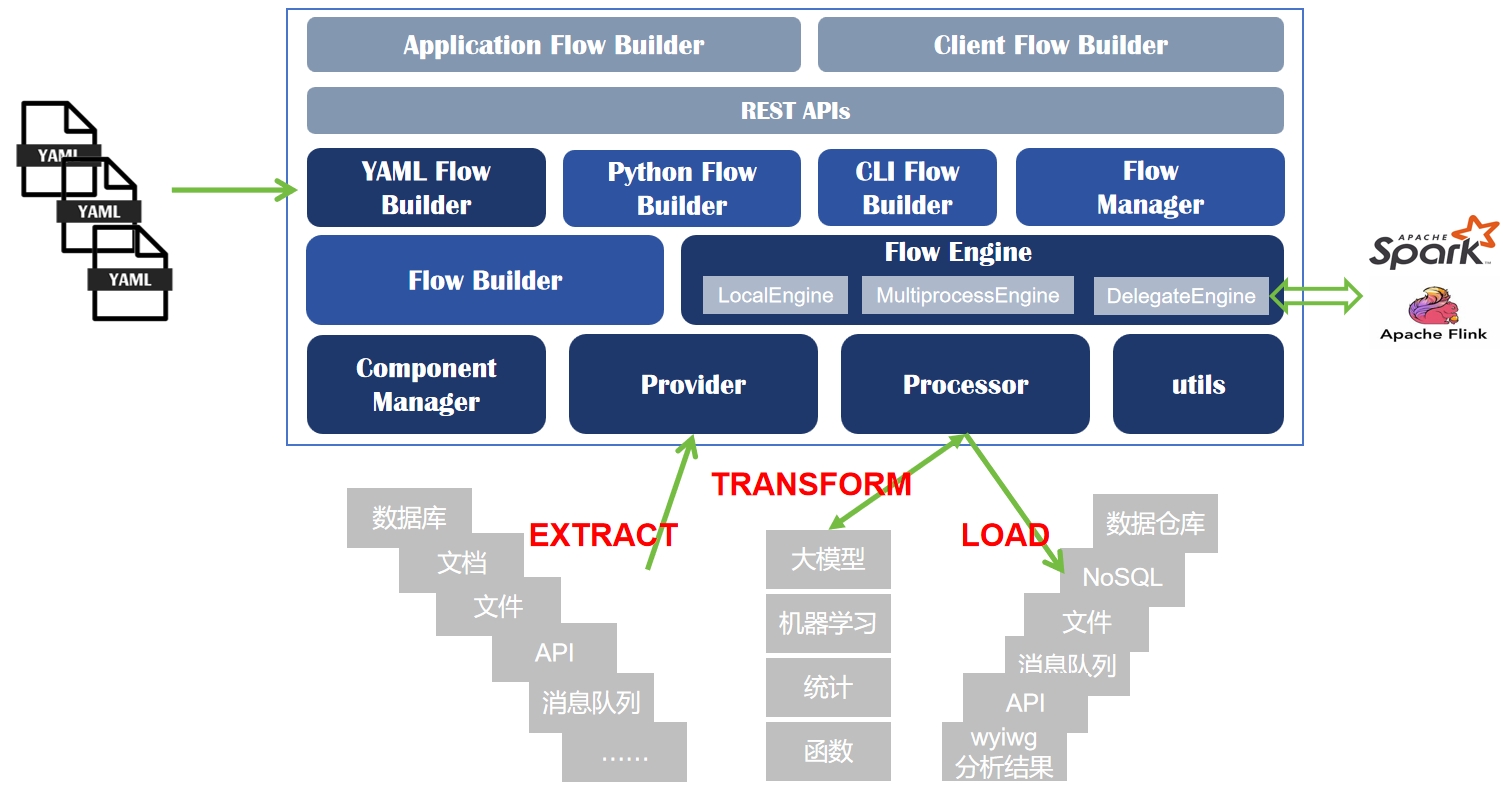 Application Flow Builder
Client Flow Builder
REST APIs
YAML
YAML
YAML
YAML Flow
Builder
Python Flow
Builder
CLI Flow
Builder
Flow
Manager
Flow Builder
Flow Engine
LocalEngine
MultiprocessEngine
DelegateEngine
APACHE
Spark
Apache Flink
Component
Manager
Provider
Processor
utils
EXTRACT
TRANSFORM
LOAD
数据库
文档
文件
API
消息队列
……
大模型
机器学习
统计
函数
数据仓库
NoSQL
文件
消息队列
API
wyiwg
分析结果